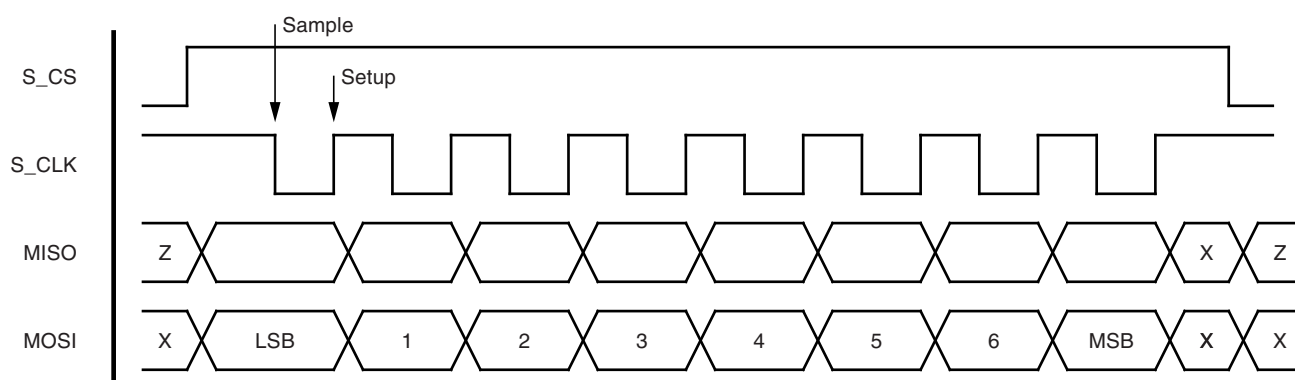 Sample
Setup
S_CS
S_CLK
MISO Z X Z
MOSI X LSB 1 2 3 4 5 6 MSB X X